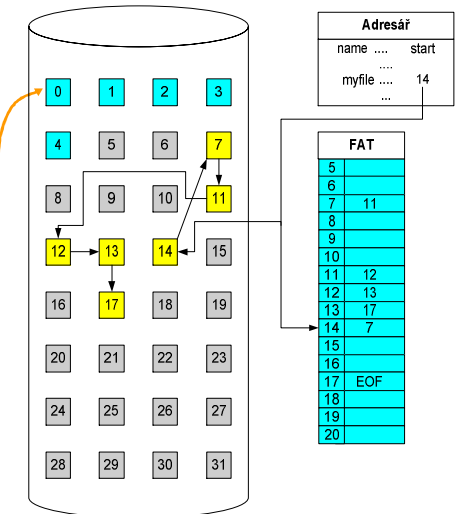 0 1 2 3
4 5 6 7
8 9 10 11
12 13 14 15
16 17 18 19
20 21 22 23
24 25 26 27
28 29 30 31
Adresár
name .... start
....
myfile .... 14
...
FAT
5
6
7 11
8
9
10
11 12
12 13
13 17
14 7
15
16
17 EOF
18
19
20